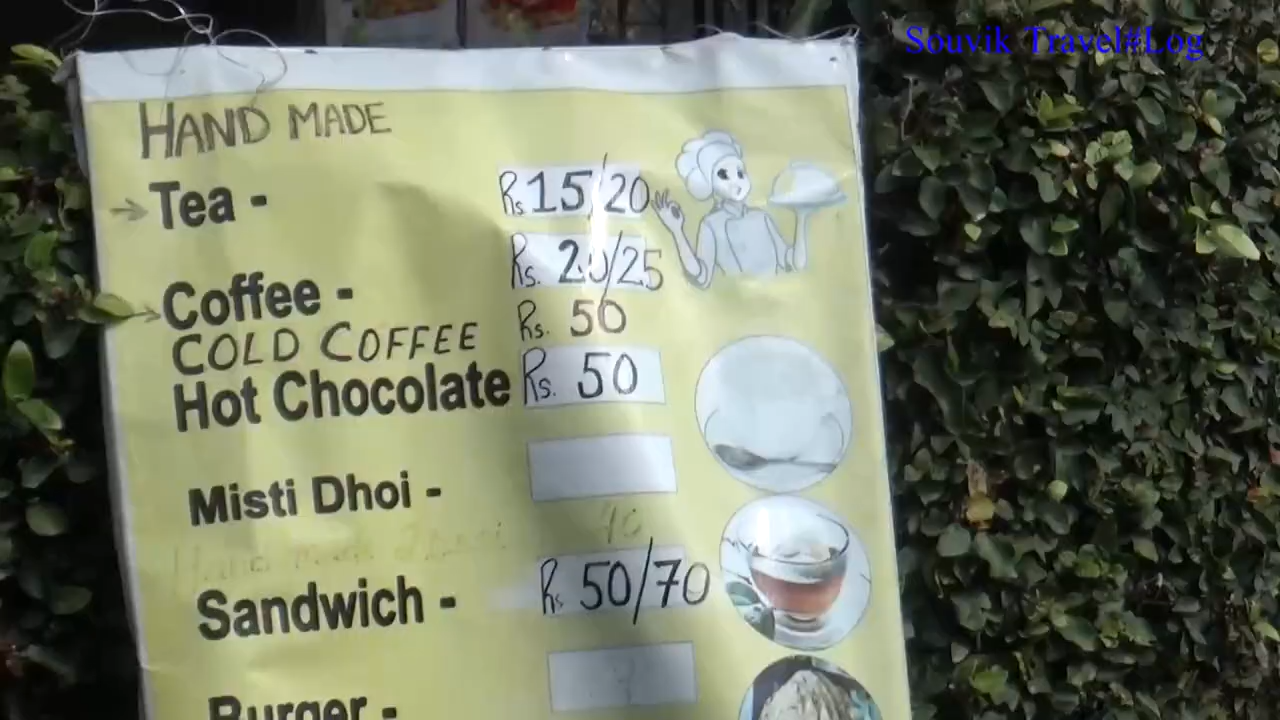 Souvik Travel#Log
HAND MADE
Tea - Rs 15/20
Coffee - Rs. 20/25
COLD COFFEE Rs. 50
Hot Chocolate Rs. 50
Misti Dhoi -
90
Sandwich - Rs 50/70
Burger -